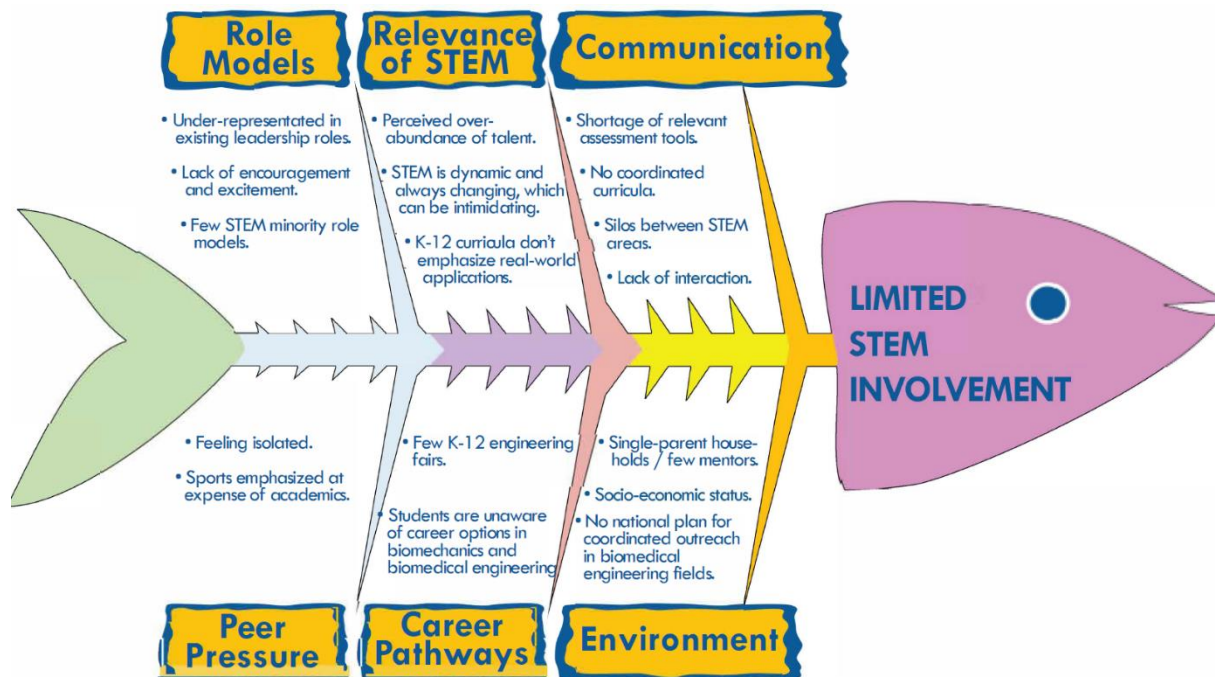 Role
Models
• Under-represented in
existing leadership roles.
• Lack of encouragement
and excitement.
• Few STEM minority role
models.
Relevance
of STEM
• Perceived over-
abundance of talent.
• STEM is dynamic and
always changing, which
can be intimidating.
• K-12 curricula don't
emphasize real-world
applications.
Communication
• Shortage of relevant
assessment tools.
• No coordinated
curricula.
• Silos between STEM
areas.
• Lack of interaction.
LIMITED
STEM
INVOLVEMENT
• Feeling isolated.
• Sports emphasized at
expense of academics.
Peer
Pressure
• Few K-12 engineering
fairs.
• Students are unaware
of career options in
biomechanics and
biomedical engineering
Career
Pathways
• Single-parent house-
holds / few mentors.
• Socio-economic status.
• No national plan for
coordinated outreach
in biomedical
engineering fields.
Environment